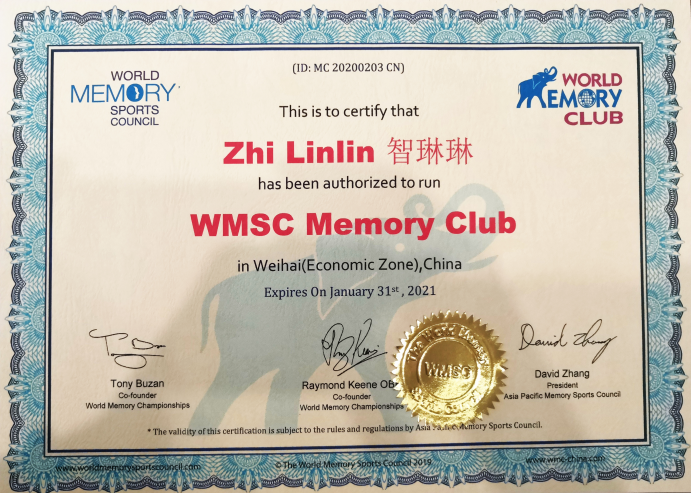 (ID: MC 20200203 CN)
WORLD
MEMORY
SPORTS
COUNCIL
WORLD
MEMORY
CLUB
This is to certify that
Zhi Linlin 智琳琳
has been authorized to run
WMSC Memory Club
in Weihai(Economic Zone),China
Expires On January 31st , 2021
Tony Buzan
Co-founder
World Memory Championships
Raymond Keene
Co-founder
World Memory Championships
WMSC
David Zhang
President
Asia Pacific Memory Sports Council
* The validity of this certification is subject to the rules and regulations by Asia Pacific Memory Sports Council.
www.worldmemorysportscouncil.com
© The World Memory Sports Council 2019
www.wmc-china.com